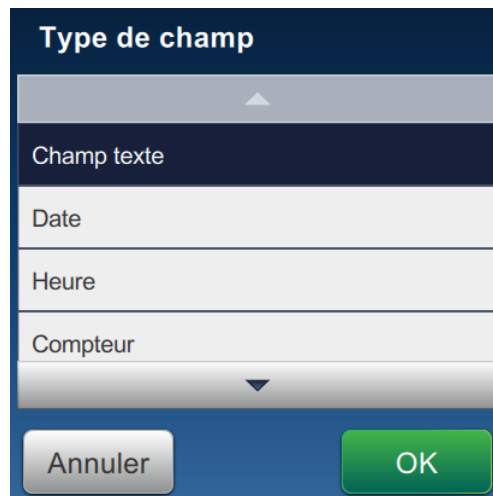 Type de champ
Champ texte
Date
Heure
Compteur
Annuler
OK